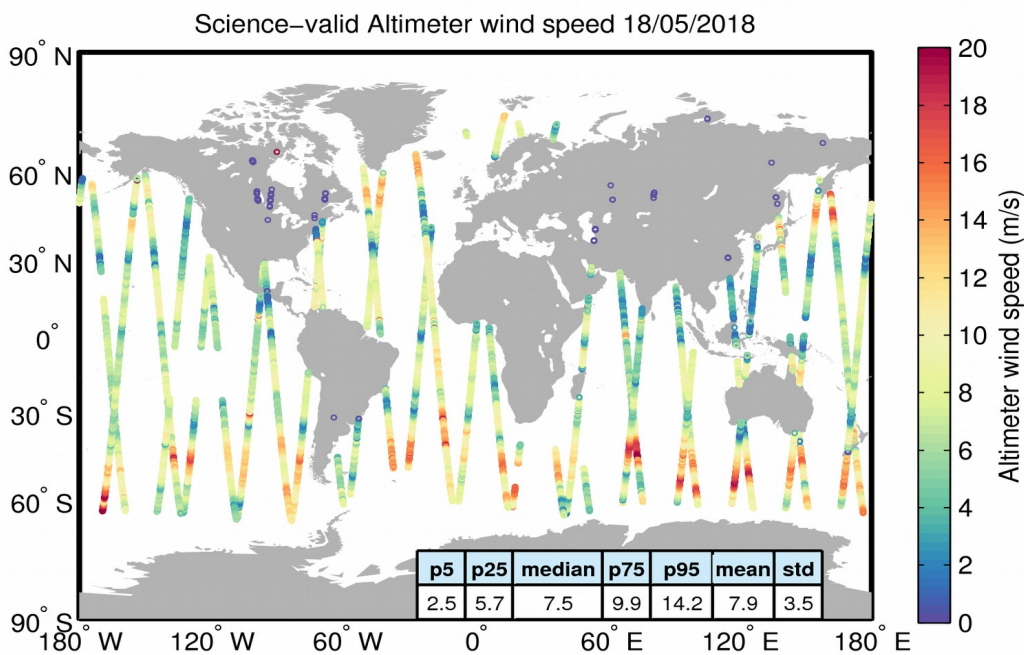 Science−valid Altimeter wind speed 18/05/2018
90° N
60° N
30° N
0°
30° S
60° S
90° S
180° W
120° W
60° W
0°
60° E
120° E
180° E
p5 p25 median p75 p95 mean std
2.5 5.7 7.5 9.9 14.2 7.9 3.5
20
18
16
14
12
10
8
6
4
2
0
Altimeter wind speed (m/s)